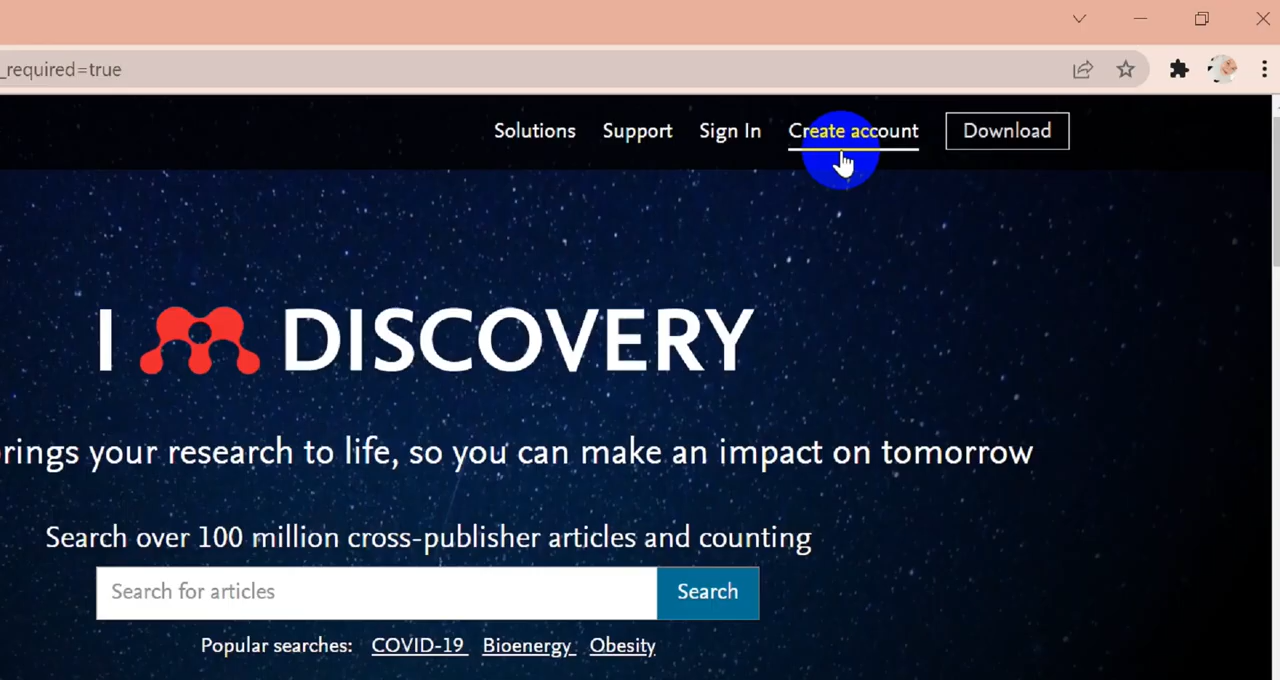 _required=true
Solutions Support Sign In Create account Download
I DISCOVERY
rings your research to life, so you can make an impact on tomorrow
Search over 100 million cross-publisher articles and counting
Search for articles Search
Popular searches: COVID-19 Bioenergy Obesity